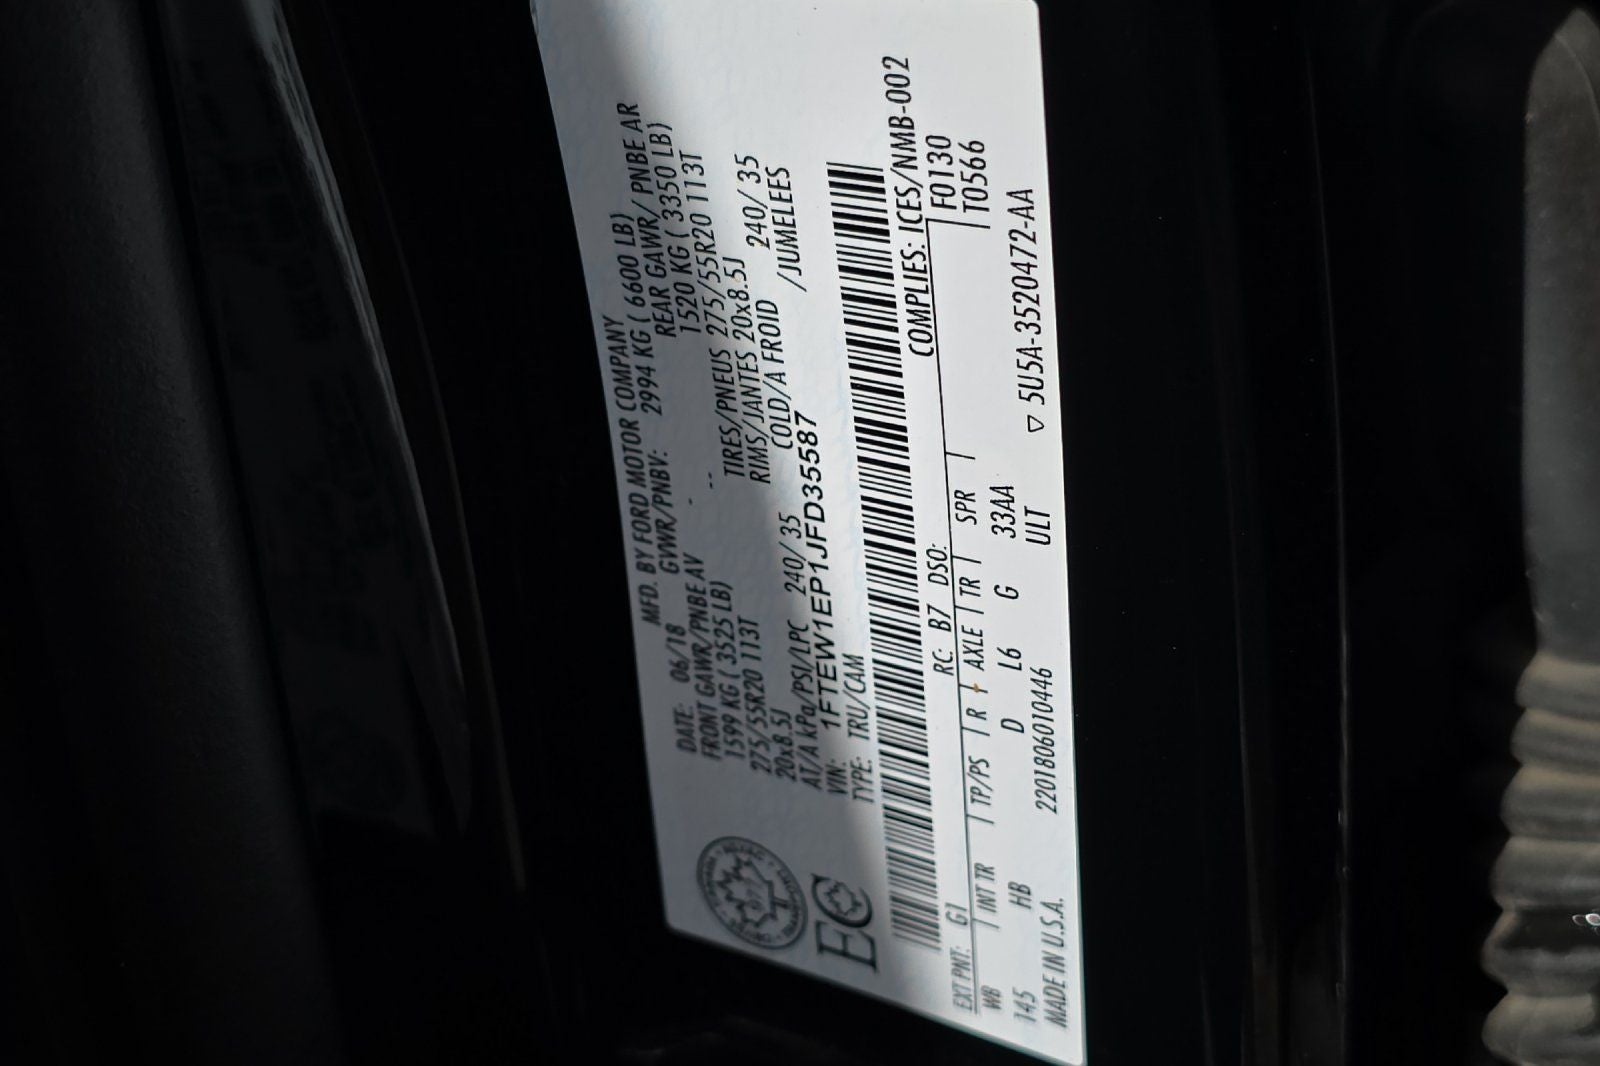 MFD. BY FORD MOTOR COMPANY
DATE: 06/18 GVWR/PNBV: 2994 KG ( 6600 LB)
FRONT GAWR/PNBE AV - REAR GAWR/ PNBE AR
1599 KG ( 3525 LB) -- 1520 KG ( 3350 LB)
275/55R20 113T TIRES/PNEUS 275/55R20 113T
20x8.5J RIMS/JANTES 20x8.5J
AT/A kPa/PSI/LPC 240/ 35 COLD/A FROID 240/ 35
VIN: 1FTEW1EP1JFD35587 /JUMELEES
TYPE: TRU/CAM
EC
COMPLIES: ICES/NMB-002
EXT PNT: G1 RC: B7 DSO: F0130
WB | INT TR | TP/PS | R | AXLE | TR | SPR | T0566
145 HB D L6 G 33AA
MADE IN U.S.A. 2201806010446 ULT ▽ 5U5A-3520472-AA